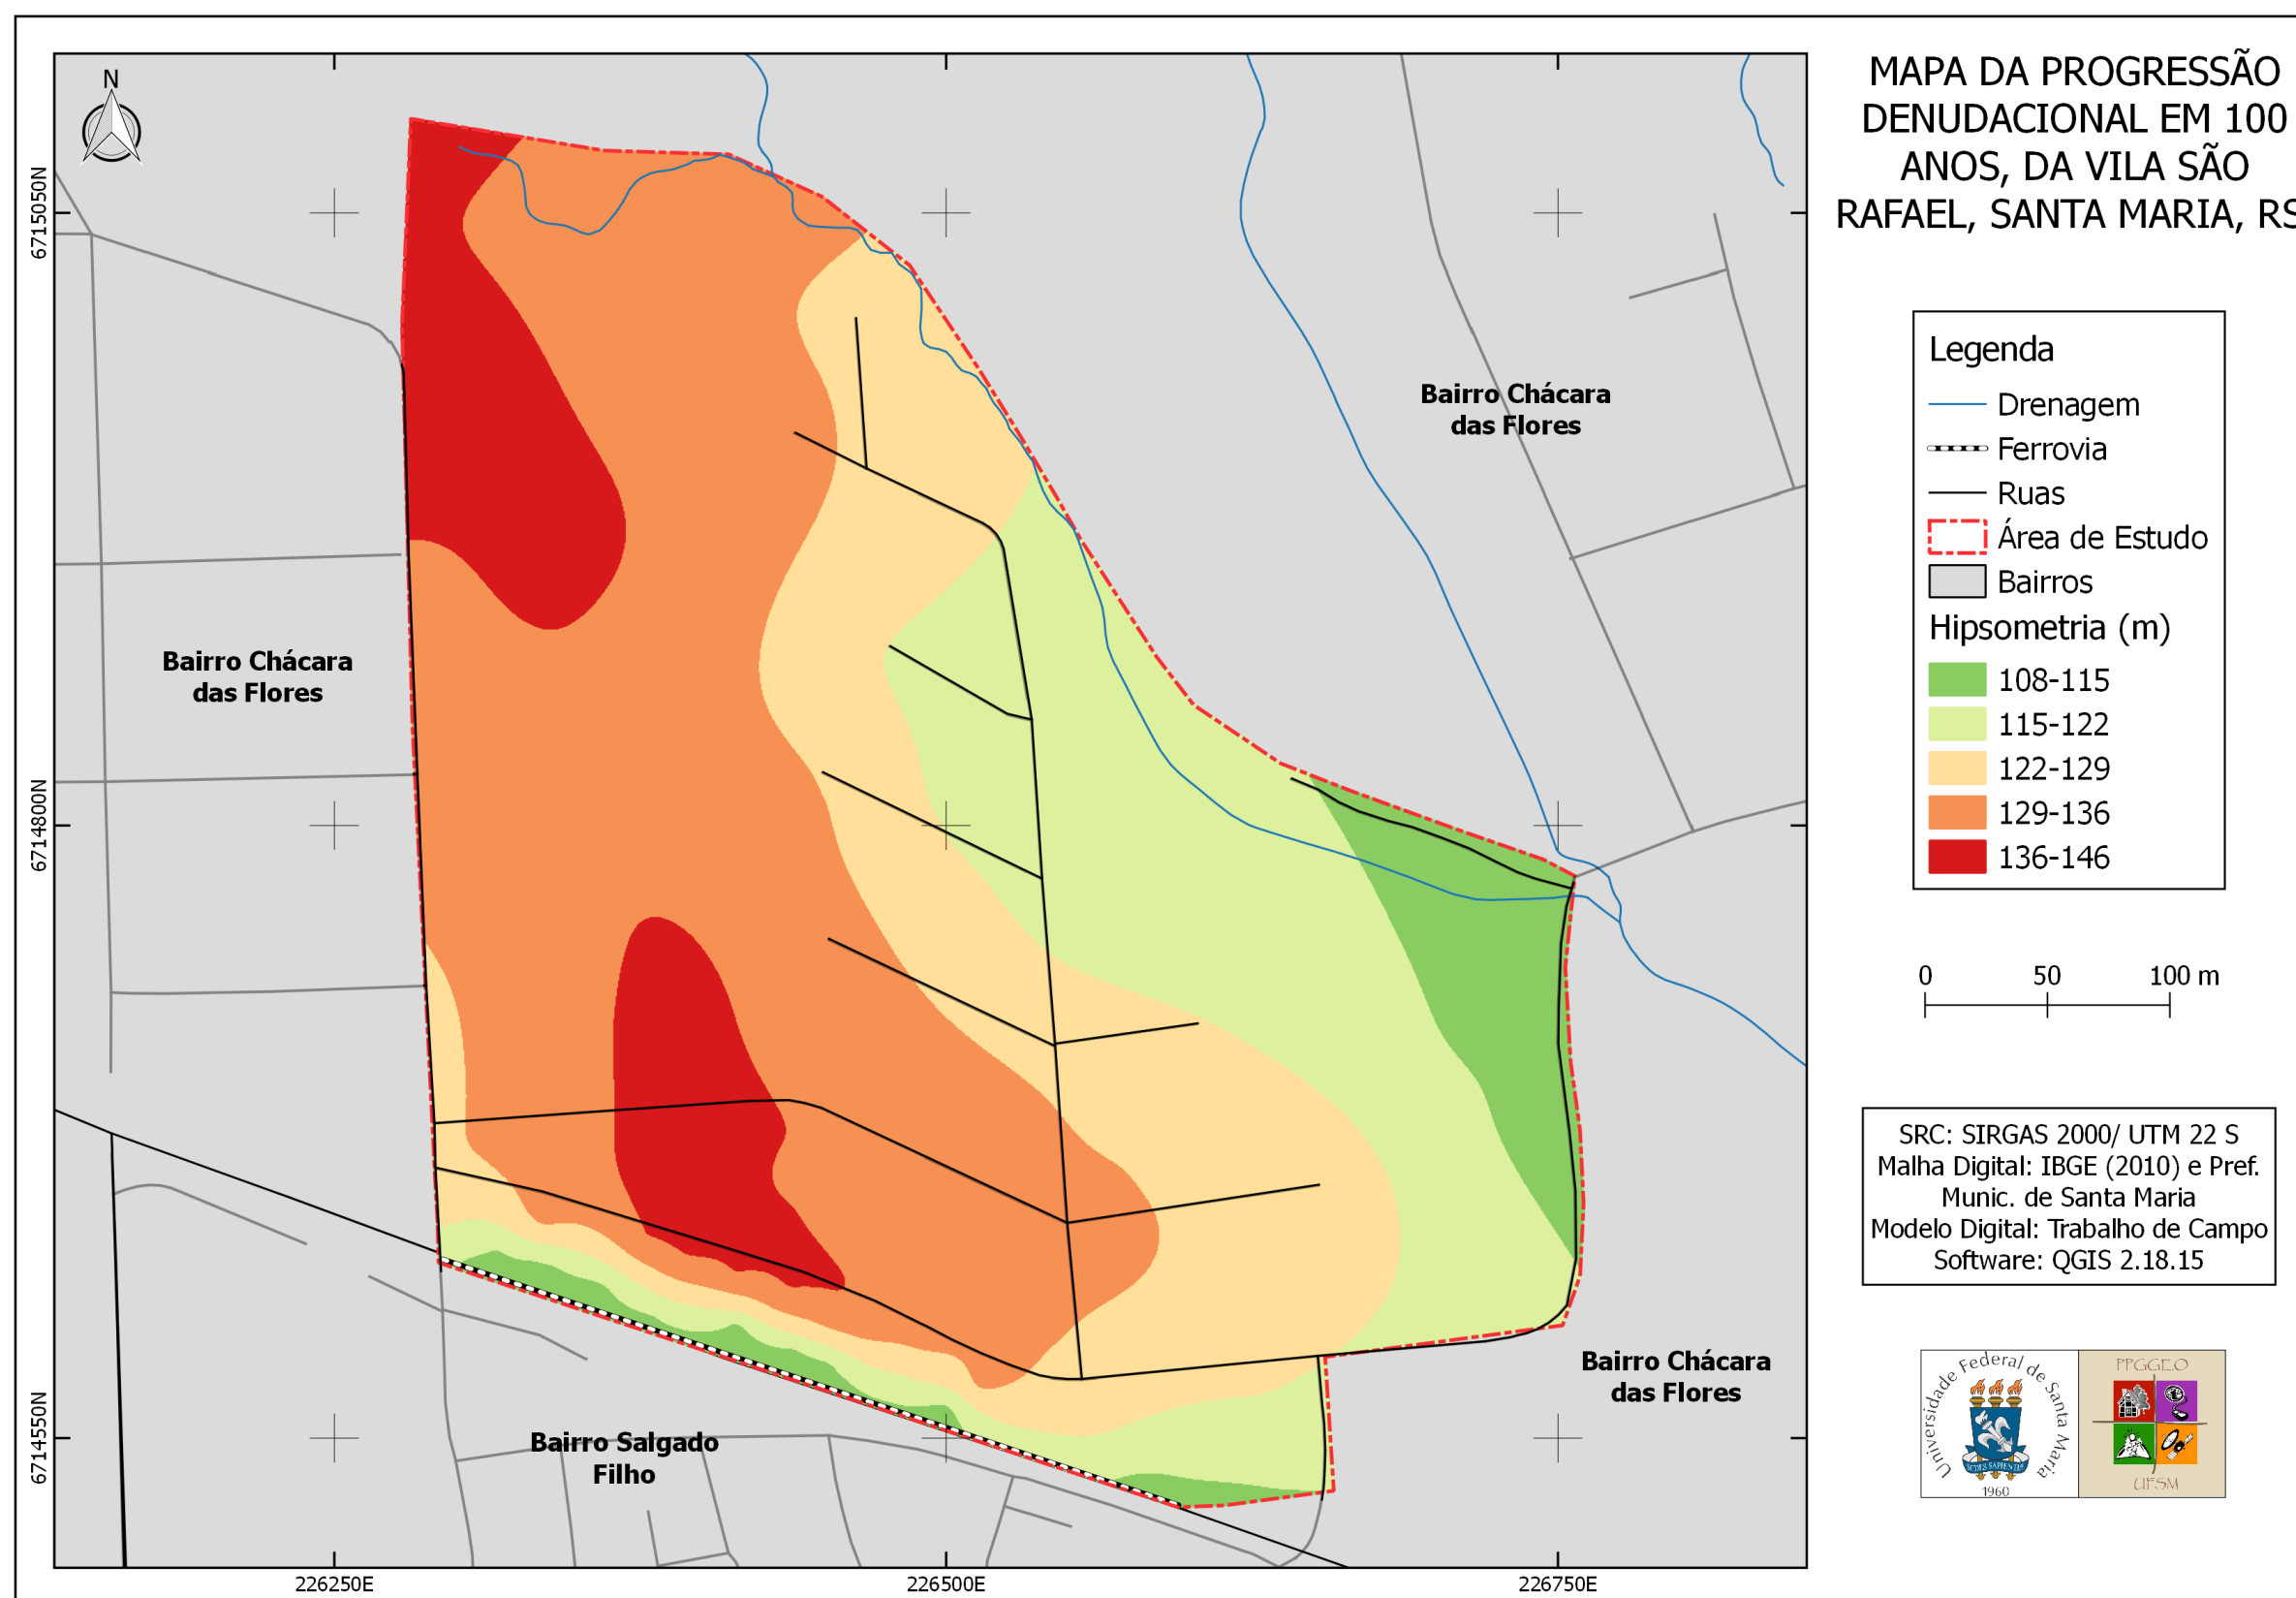 MAPA DA PROGRESSÃO
DENUDACIONAL EM 100
ANOS, DA VILA SÃO
RAFAEL, SANTA MARIA, RS
N
6715050N
6714800N
6714550N
226250E
226500E
226750E
Bairro Chácara
das Flores
Bairro Chácara
das Flores
Bairro Chácara
das Flores
Bairro Salgado
Filho
Legenda
Drenagem
Ferrovia
Ruas
Área de Estudo
Bairros
Hipsometria (m)
108-115
115-122
122-129
129-136
136-146
0 50 100 m
SRC: SIRGAS 2000/ UTM 22 S
Malha Digital: IBGE (2010) e Pref.
Munic. de Santa Maria
Modelo Digital: Trabalho de Campo
Software: QGIS 2.18.15
Universidade Federal de Santa Maria
SEDES SAPIENTIAE
1960
PPGGEO
UFSM